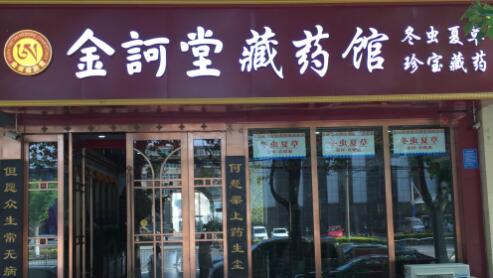 金訶堂藏药馆
冬虫夏草
珍宝藏药
但愿众生常无病
何愁架上药生尘
冬虫夏草
冬虫夏草
冬虫夏草